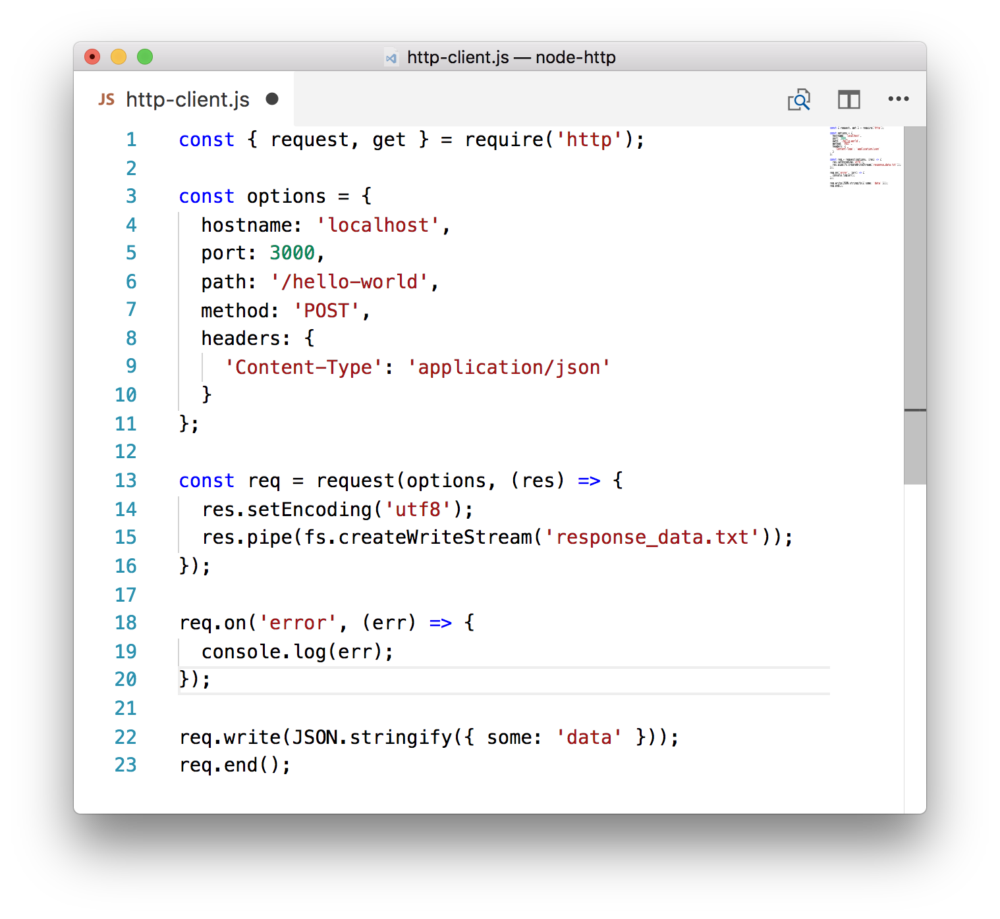 http-client.js — node-http
JS http-client.js
1 const { request, get } = require('http');
2
3 const options = {
4   hostname: 'localhost',
5   port: 3000,
6   path: '/hello-world',
7   method: 'POST',
8   headers: {
9     'Content-Type': 'application/json'
10   }
11 };
12
13 const req = request(options, (res) => {
14   res.setEncoding('utf8');
15   res.pipe(fs.createWriteStream('response_data.txt'));
16 });
17
18 req.on('error', (err) => {
19   console.log(err);
20 });
21
22 req.write(JSON.stringify({ some: 'data' }));
23 req.end();